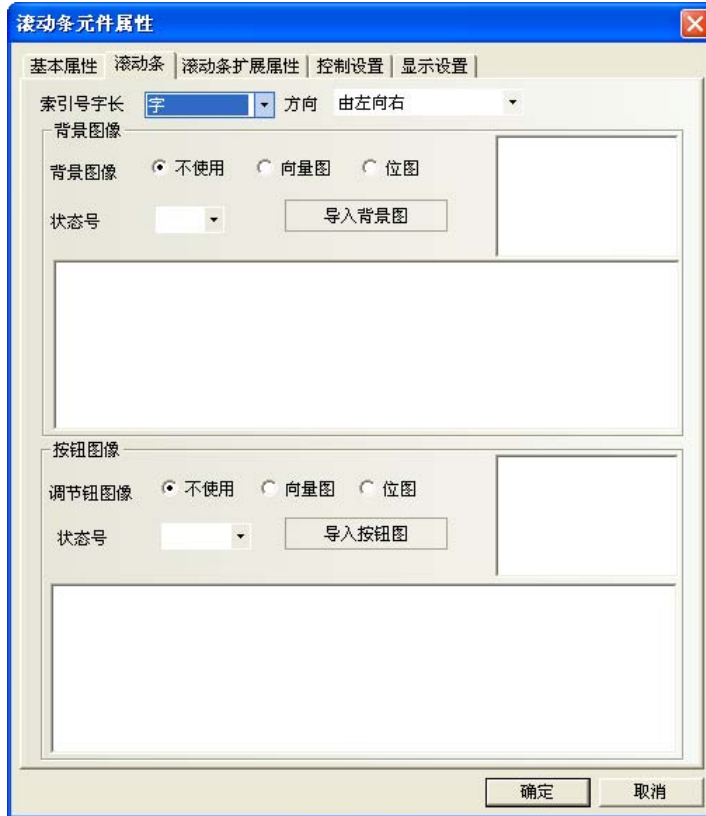 滚动条元件属性
基本属性 滚动条 滚动条扩展属性 控制设置 显示设置
索引号字长 字 方向 由左向右
背景图像
背景图像 不使用 向量图 位图
状态号 导入背景图
按钮图像
调节钮图像 不使用 向量图 位图
状态号 导入按钮图
确定 取消